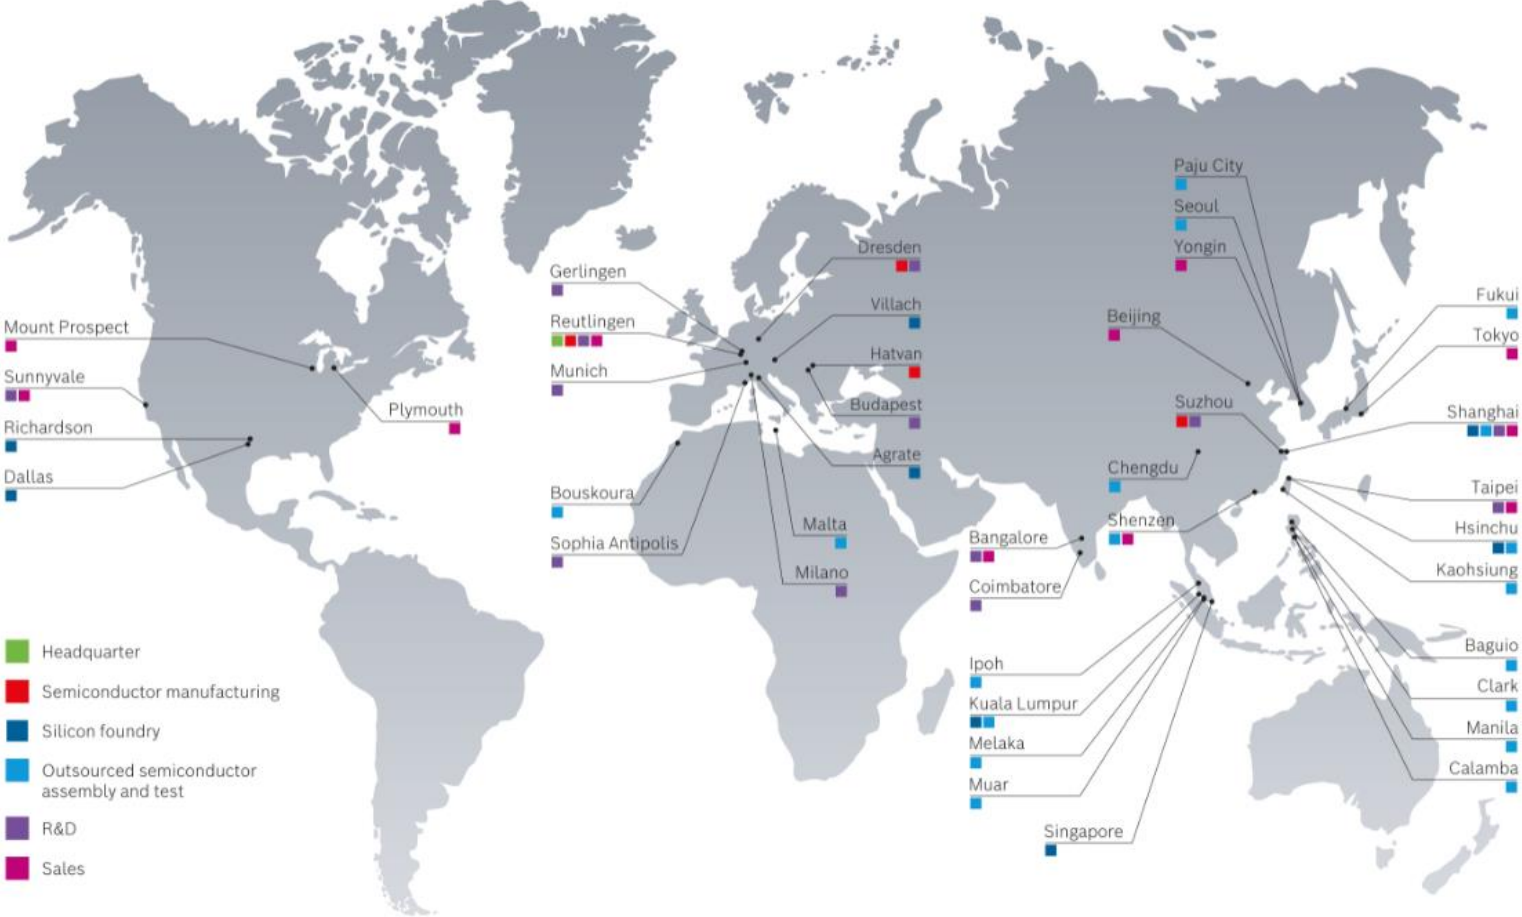 Mount Prospect
Sunnyvale
Richardson
Dallas
Plymouth
Gerlingen
Reutlingen
Munich
Bouskoura
Sophia Antipolis
Dresden
Villach
Hatvan
Budapest
Agrate
Malta
Milano
Paju City
Seoul
Yongin
Beijing
Suzhou
Chengdu
Shenzen
Bangalore
Coimbatore
Ipoh
Kuala Lumpur
Melaka
Muar
Singapore
Fukui
Tokyo
Shanghai
Taipei
Hsinchu
Kaohsiung
Baguio
Clark
Manila
Calamba
Headquarter
Semiconductor manufacturing
Silicon foundry
Outsourced semiconductor
assembly and test
R&D
Sales